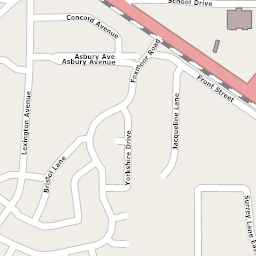 School Drive
Concord Avenue
Asbury Ave
Asbury Avenue
Foxmoor Road
Front Street
Lexington Avenue
Jacqueline Lane
Bristol Lane
Yorkshire Drive
Surrey Lane Ea